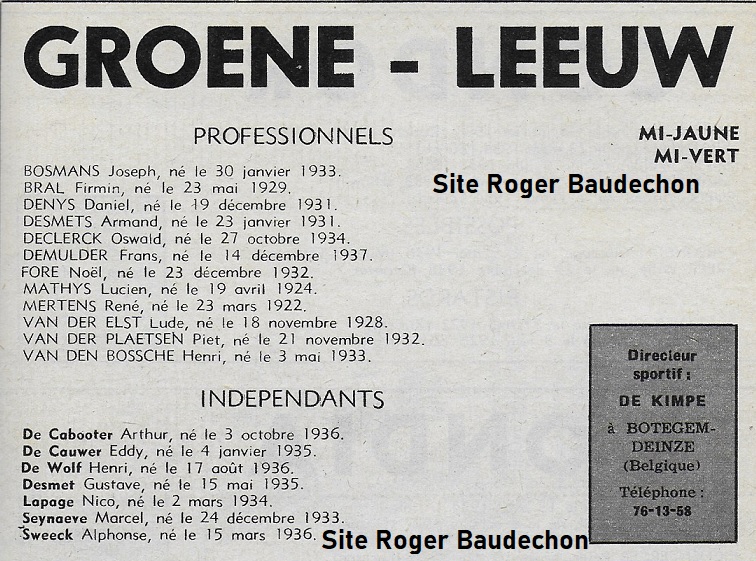 GROENE - LEEUW
PROFESSIONNELS
MI-JAUNE
MI-VERT
BOSMANS Joseph, né le 30 janvier 1933.
BRAL Firmin, né le 23 mai 1929.
DENYS Daniel, né le 19 décembre 1931.
DESMETS Armand, né le 23 janvier 1931.
DECLERCK Oswald, né le 27 octobre 1934.
DEMULDER Frans, né le 14 décembre 1937.
FORE Noël, né le 23 décembre 1932.
MATHYS Lucien, né le 19 avril 1924.
MERTENS René, né le 23 mars 1922.
VAN DER ELST Lude, né le 18 novembre 1928.
VAN DER PLAETSEN Piet, né le 21 novembre 1932.
VAN DEN BOSSCHE Henri, né le 3 mai 1933.
Site Roger Baudechon
INDEPENDANTS
De Cabooter Arthur, né le 3 octobre 1936.
De Cauwer Eddy, né le 4 janvier 1935.
De Wolf Henri, né le 17 août 1936.
Desmet Gustave, né le 15 mai 1935.
Lapage Nico, né le 2 mars 1934.
Seynaeve Marcel, né le 24 décembre 1933.
Sweeck Alphonse, né le 15 mars 1936.
Site Roger Baudechon
Direcleur
sportif :
DE KIMPE
à BOTEGEM-
DEINZE
(Belgique)
Téléphone :
76-13-58